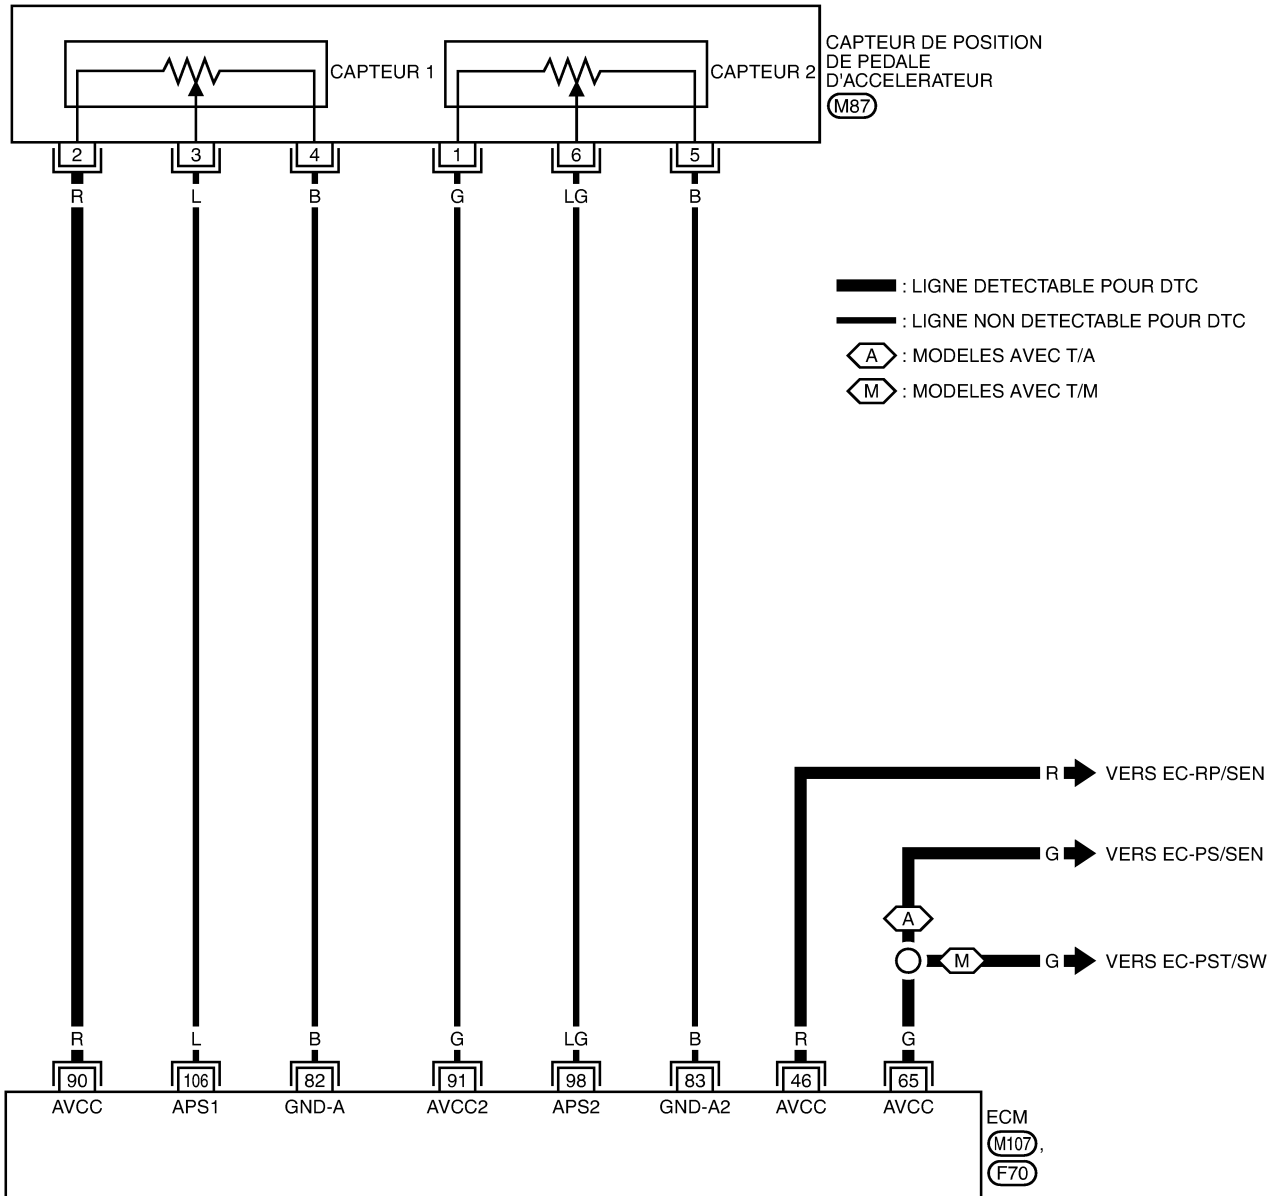 CAPTEUR DE POSITION
DE PEDALE
D'ACCELERATEUR
M87
CAPTEUR 1
CAPTEUR 2
2 3 4 1 6 5
R L B G LG B
: LIGNE DETECTABLE POUR DTC
: LIGNE NON DETECTABLE POUR DTC
A : MODELES AVEC T/A
M : MODELES AVEC T/M
R VERS EC-RP/SEN
G VERS EC-PS/SEN
A
M G VERS EC-PST/SW
R L B G LG B R G
90 106 82 91 98 83 46 65
AVCC APS1 GND-A AVCC2 APS2 GND-A2 AVCC AVCC
ECM
M107 ,
F70